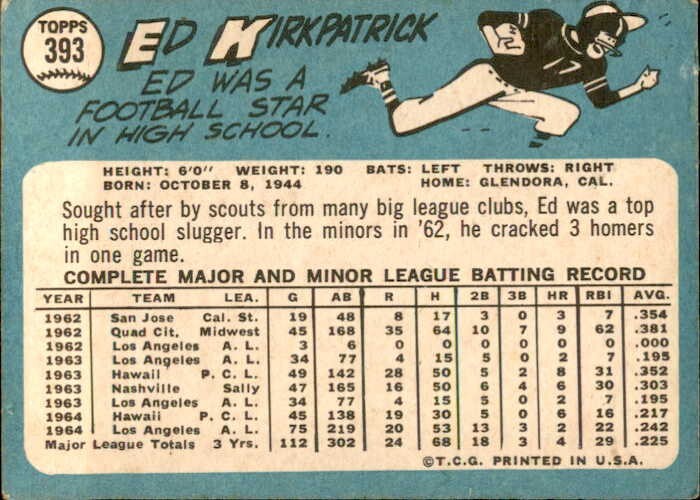 TOPPS
393
ED KIRKPATRICK
ED WAS A
FOOTBALL STAR
IN HIGH SCHOOL.
HEIGHT: 6'0" WEIGHT: 190 BATS: LEFT THROWS: RIGHT
BORN: OCTOBER 8, 1944 HOME: GLENDORA, CAL.
Sought after by scouts from many big league clubs, Ed was a top
high school slugger. In the minors in '62, he cracked 3 homers
in one game.
COMPLETE MAJOR AND MINOR LEAGUE BATTING RECORD
YEAR TEAM LEA. G AB R H 2B 3B HR RBI AVG.
1962 San Jose Cal. St. 19 48 8 17 3 0 3 7 .354
1962 Quad Cit. Midwest 45 168 35 64 10 7 9 62 .381
1962 Los Angeles A. L. 3 6 0 0 0 0 0 0 .000
1963 Los Angeles A. L. 34 77 4 15 5 0 2 7 .195
1963 Hawaii P. C. L. 49 142 28 50 5 2 8 31 .352
1963 Nashville Sally 47 165 16 50 6 4 6 30 .303
1963 Los Angeles A. L. 34 77 4 15 5 0 2 7 .195
1964 Hawaii P. C. L. 45 138 19 30 5 0 6 16 .217
1964 Los Angeles A. L. 75 219 20 53 13 3 2 22 .242
Major League Totals 3 Yrs. 112 302 24 68 18 3 4 29 .225
©T.C.G. PRINTED IN U.S.A.